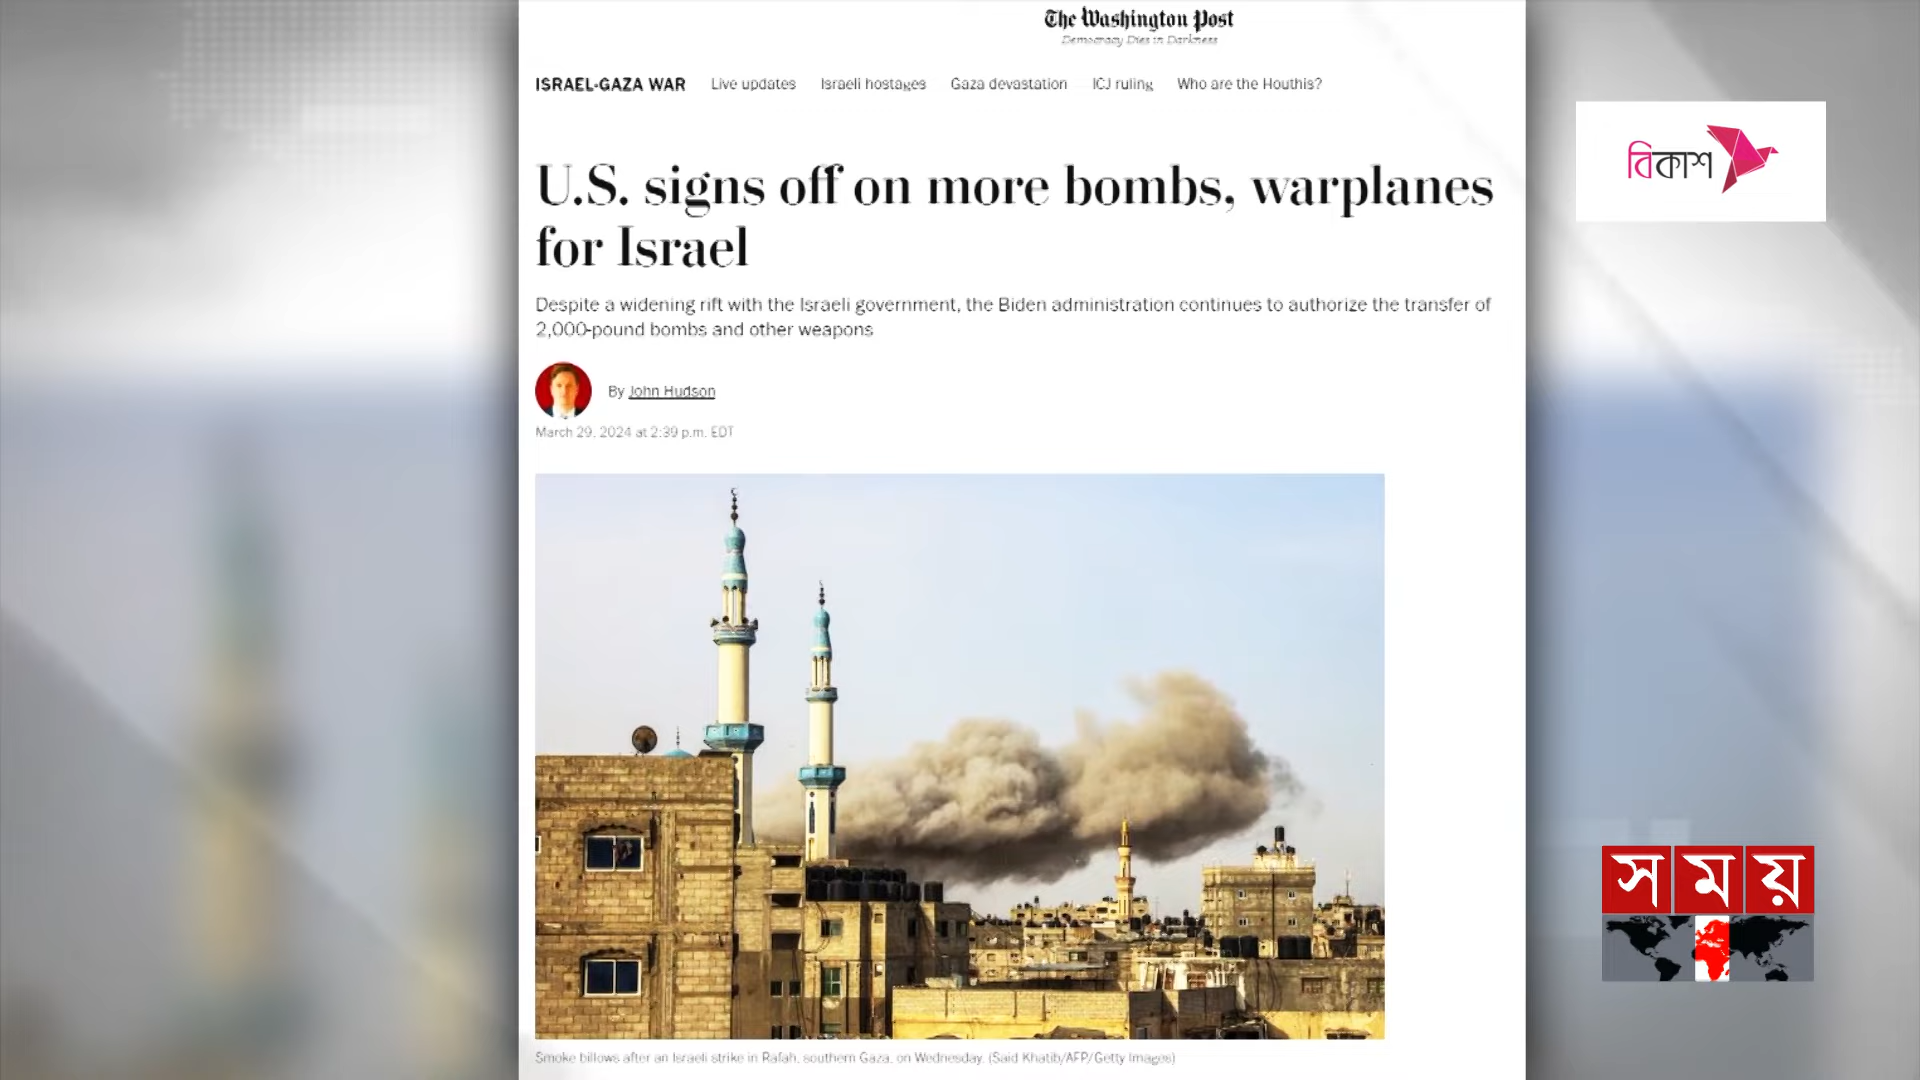 The Washington Post
Democracy Dies in Darkness
ISRAEL-GAZA WAR Live updates Israeli hostages Gaza devastation ICJ ruling Who are the Houthis?
U.S. signs off on more bombs, warplanes
for Israel
Despite a widening rift with the Israeli government, the Biden administration continues to authorize the transfer of
2,000-pound bombs and other weapons
By John Hudson
March 29, 2024 at 2:39 p.m. EDT
Smoke billows after an Israeli strike in Rafah, southern Gaza, on Wednesday. (Said Khatib/AFP/Getty Images)
বিকাশ
সময়